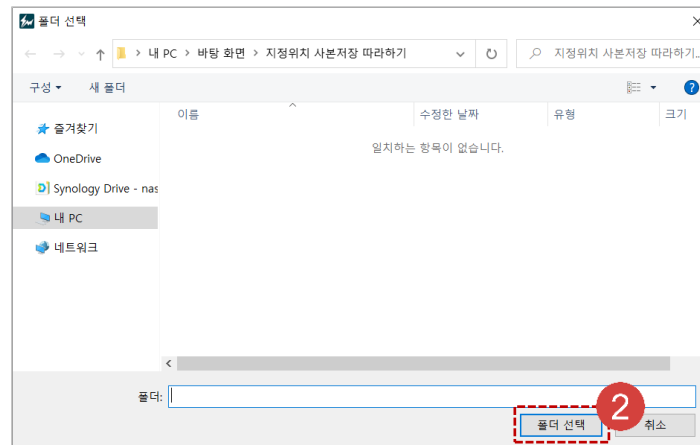 폴더 선택
내 PC > 바탕 화면 > 지정위치 사본저장 따라하기
지정위치 사본저장 따라하기...
구성
새 폴더
이름
수정한 날짜
유형
크기
즐겨찾기
일치하는 항목이 없습니다.
OneDrive
Synology Drive - nas
내 PC
네트워크
폴더:
2
폴더 선택
취소